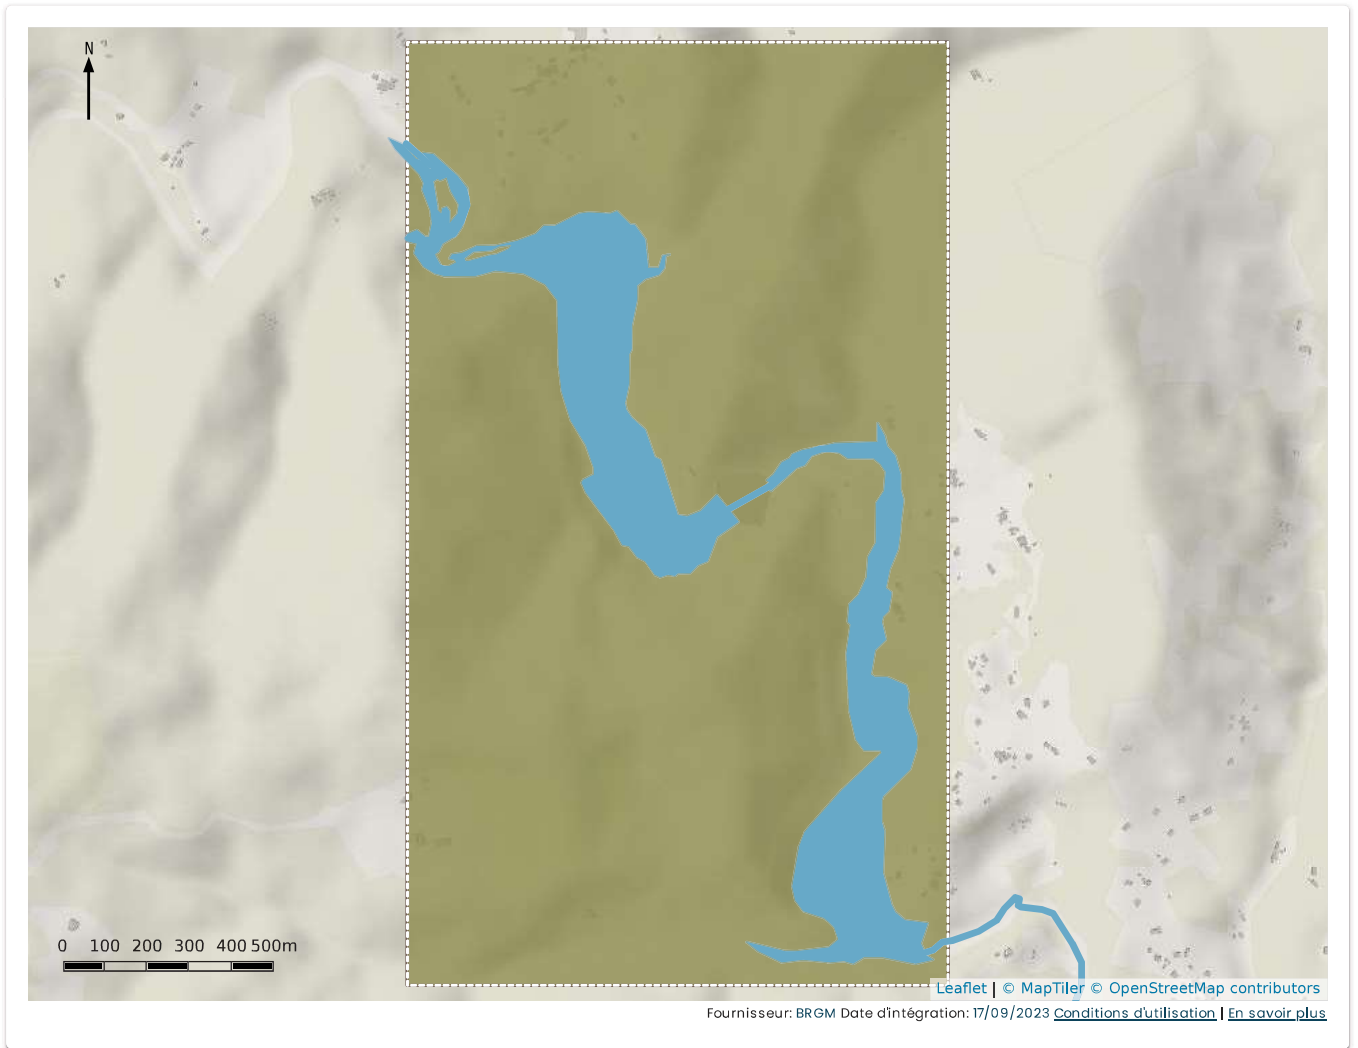 N
0 100 200 300 400 500m
Leaflet | © MapTiler © OpenStreetMap contributors
Fournisseur: BRGM Date d'intégration: 17/09/2023 Conditions d'utilisation | En savoir plus